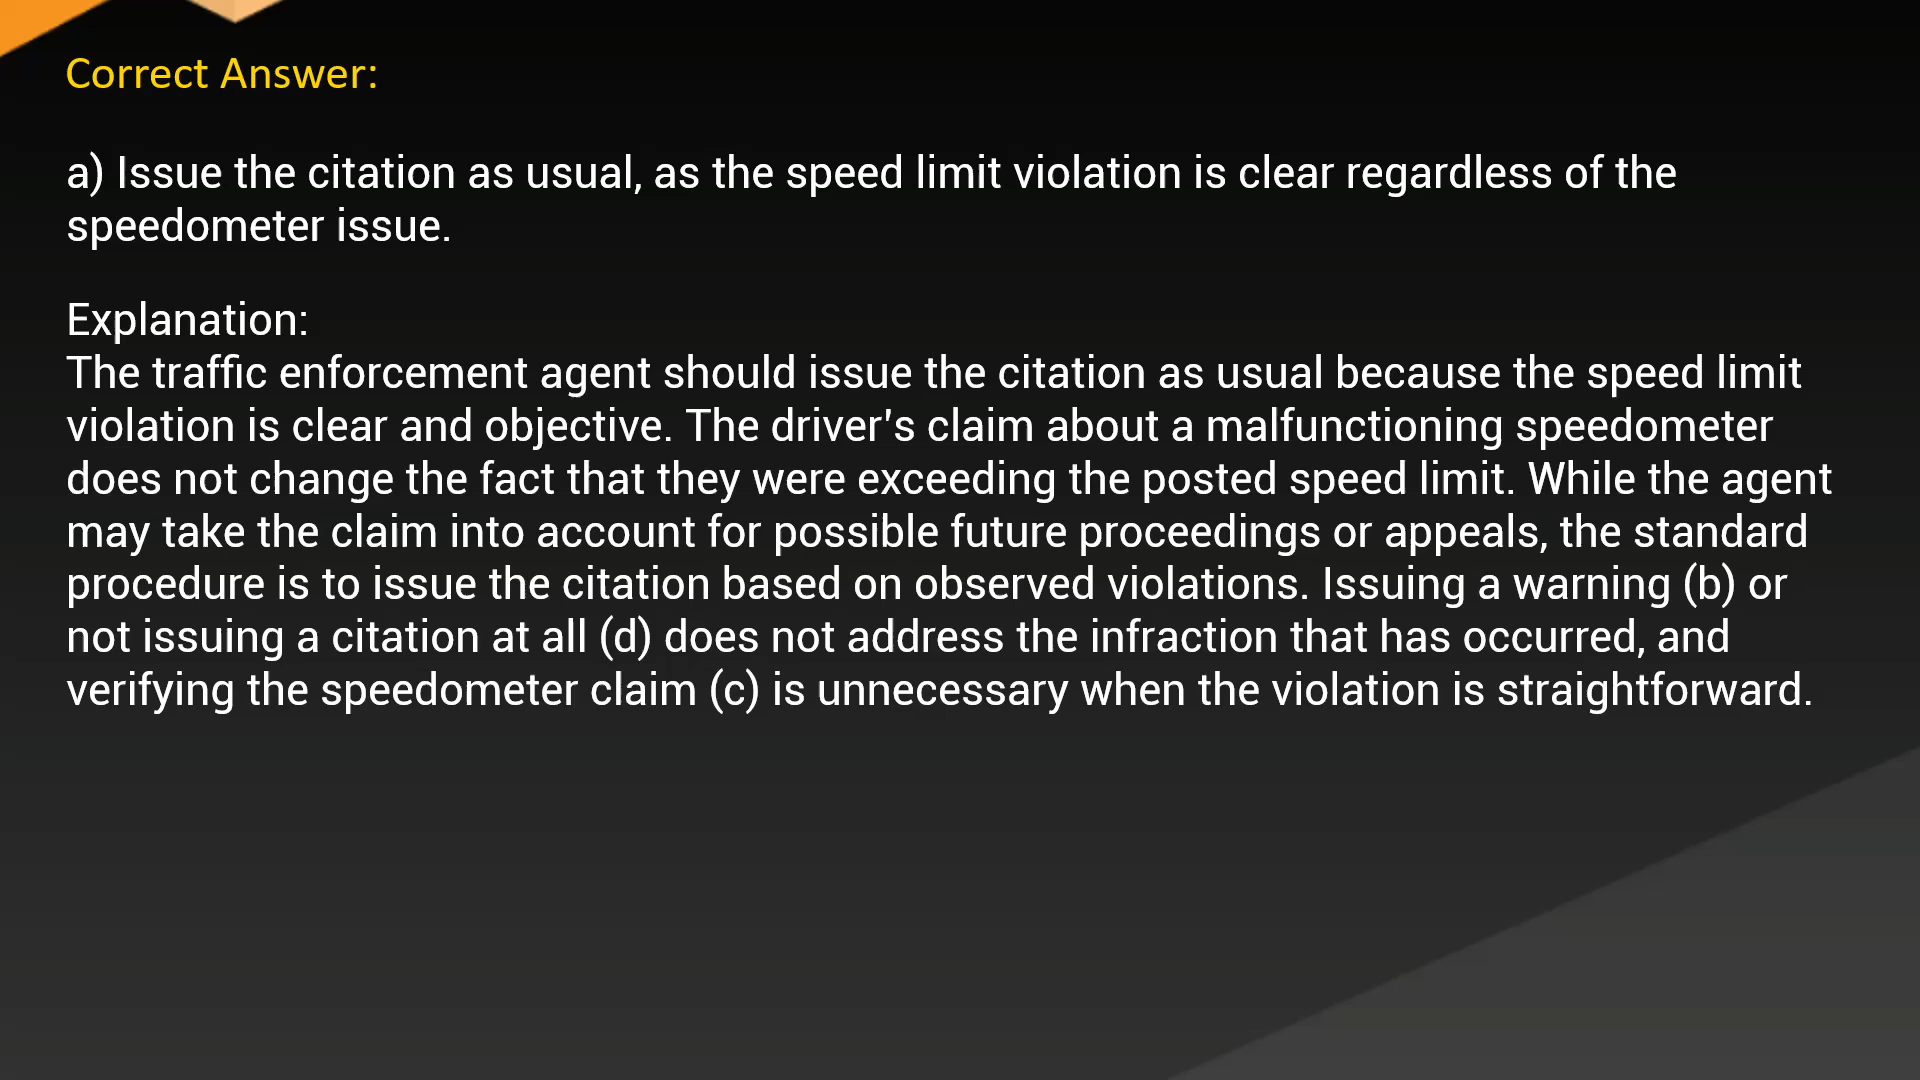 Correct Answer:
a) Issue the citation as usual, as the speed limit violation is clear regardless of the
speedometer issue.
Explanation:
The traffic enforcement agent should issue the citation as usual because the speed limit
violation is clear and objective. The driver's claim about a malfunctioning speedometer
does not change the fact that they were exceeding the posted speed limit. While the agent
may take the claim into account for possible future proceedings or appeals, the standard
procedure is to issue the citation based on observed violations. Issuing a warning (b) or
not issuing a citation at all (d) does not address the infraction that has occurred, and
verifying the speedometer claim (c) is unnecessary when the violation is straightforward.